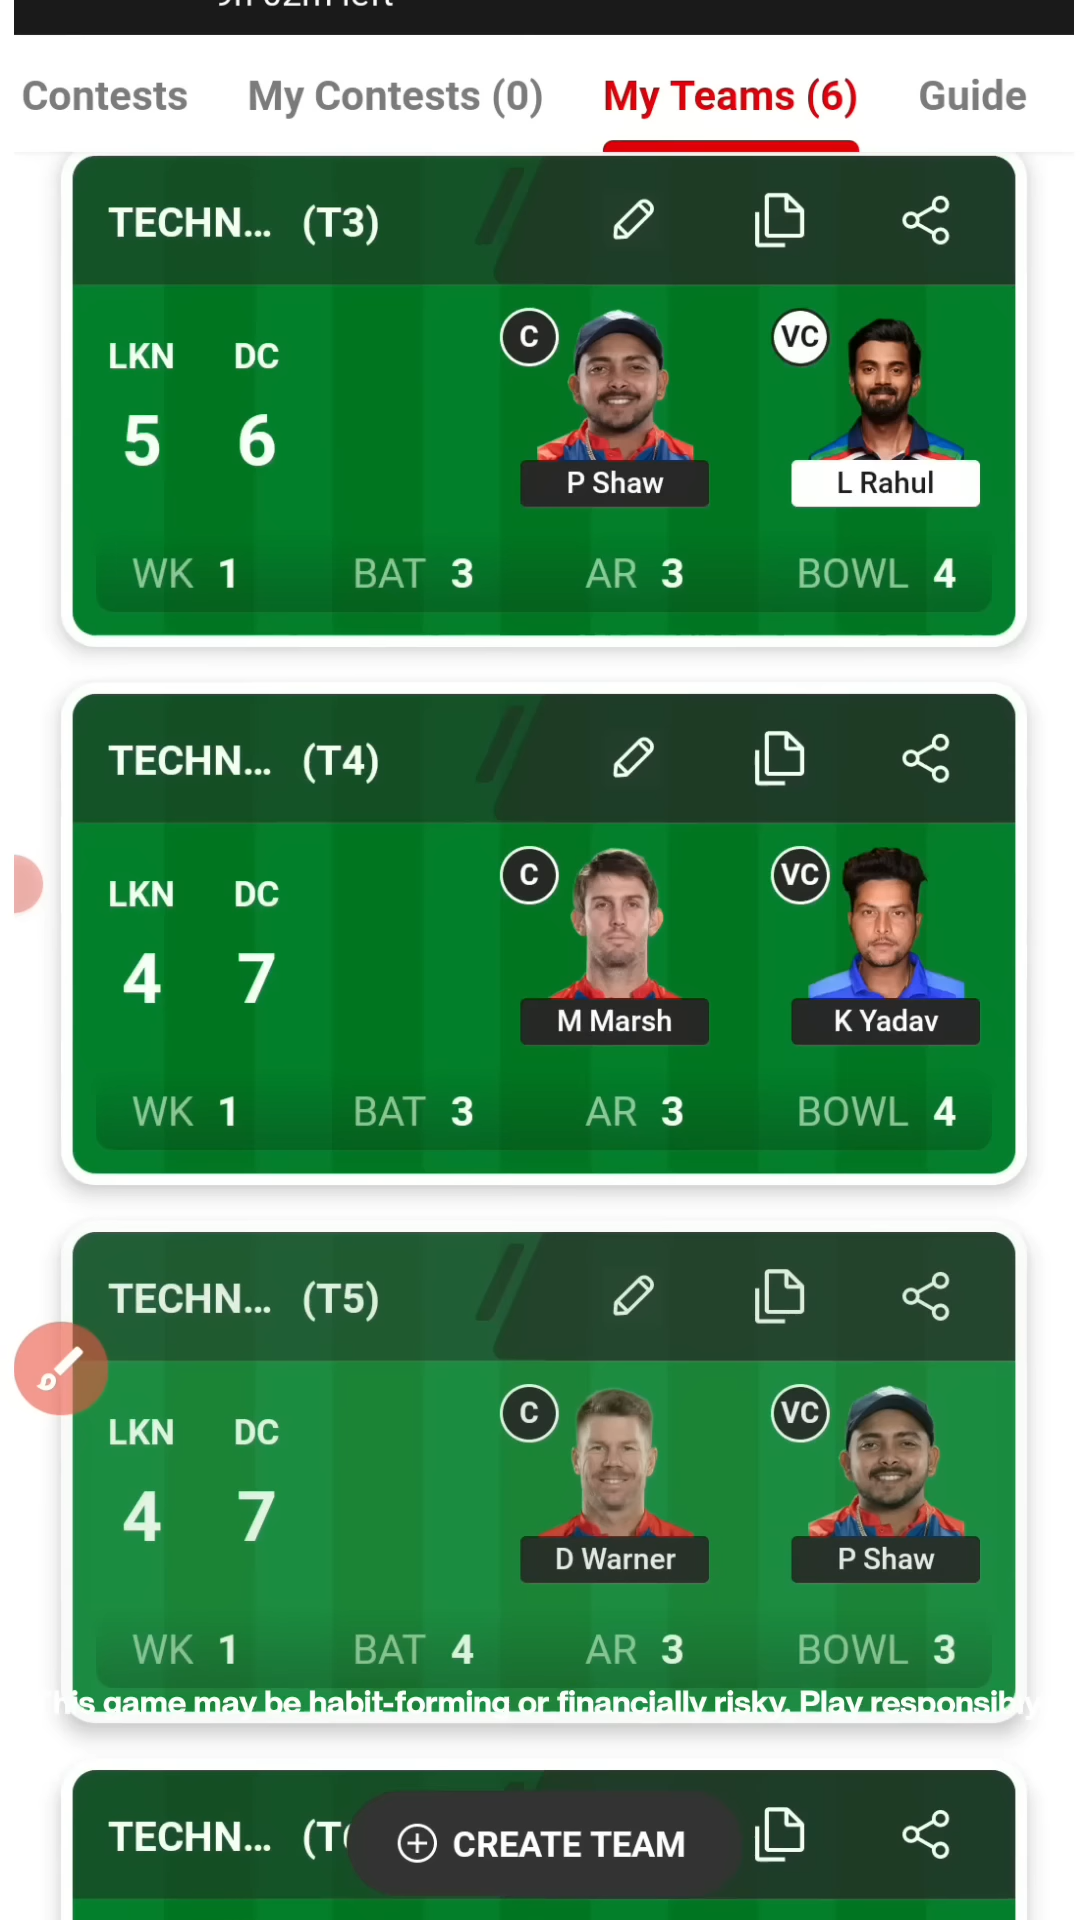 Contests My Contests (0) My Teams (6) Guide
TECHN... (T3)
LKN DC
5 6
C
VC
P Shaw
L Rahul
WK 1 BAT 3 AR 3 BOWL 4
TECHN... (T4)
LKN DC
4 7
C
VC
M Marsh
K Yadav
WK 1 BAT 3 AR 3 BOWL 4
TECHN... (T5)
LKN DC
4 7
C
VC
D Warner
P Shaw
WK 1 BAT 4 AR 3 BOWL 3
his game may be habit-forming or financially risky. Play responsibly
TECHN...
CREATE TEAM